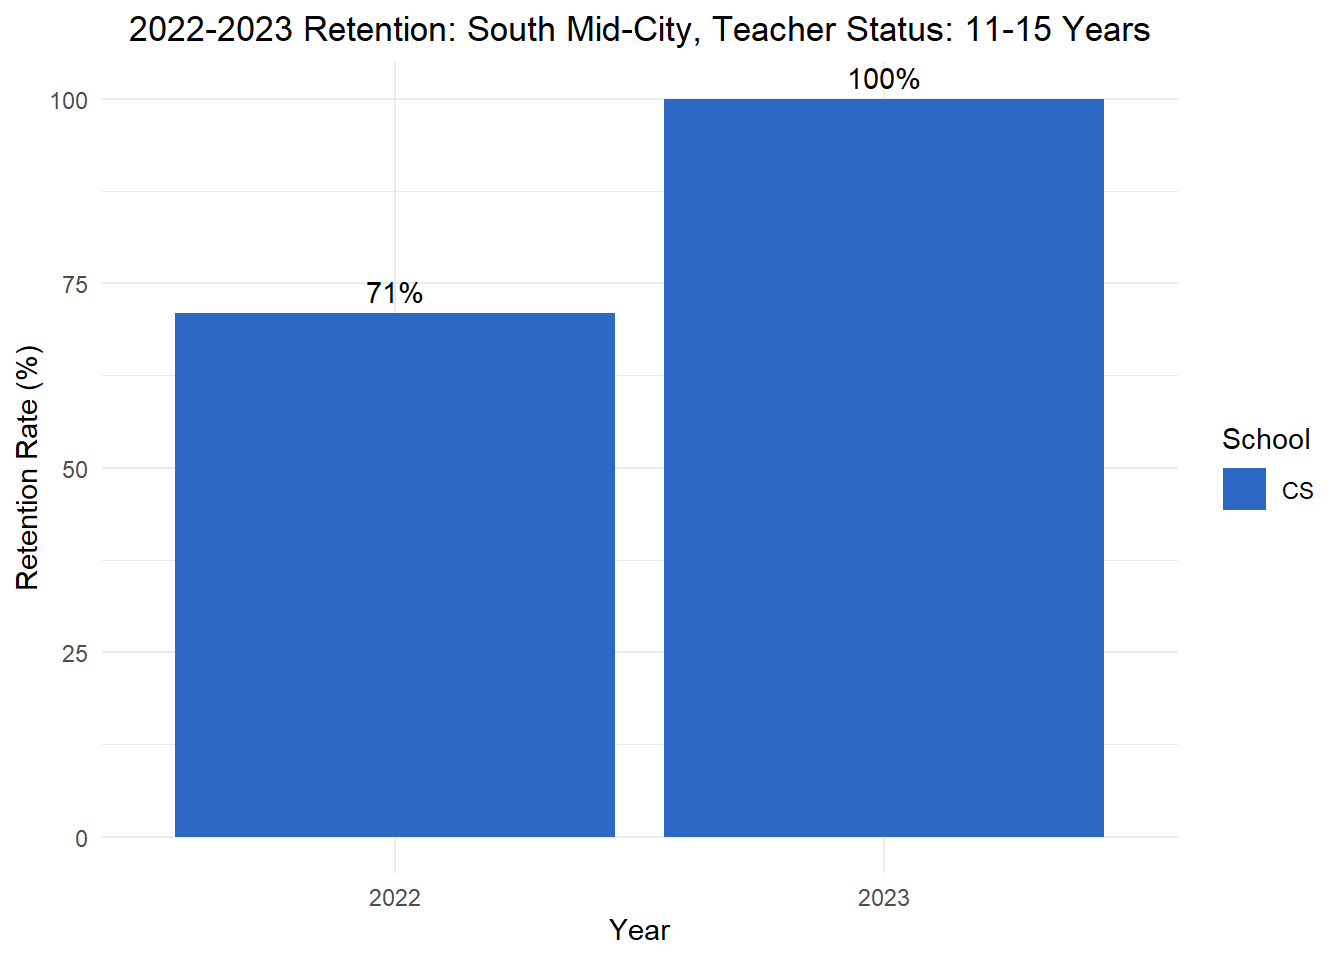 2022-2023 Retention: South Mid-City, Teacher Status: 11-15 Years
100%
100
75
71%
50
25
0
Retention Rate (%)
2022
2023
Year
School
CS